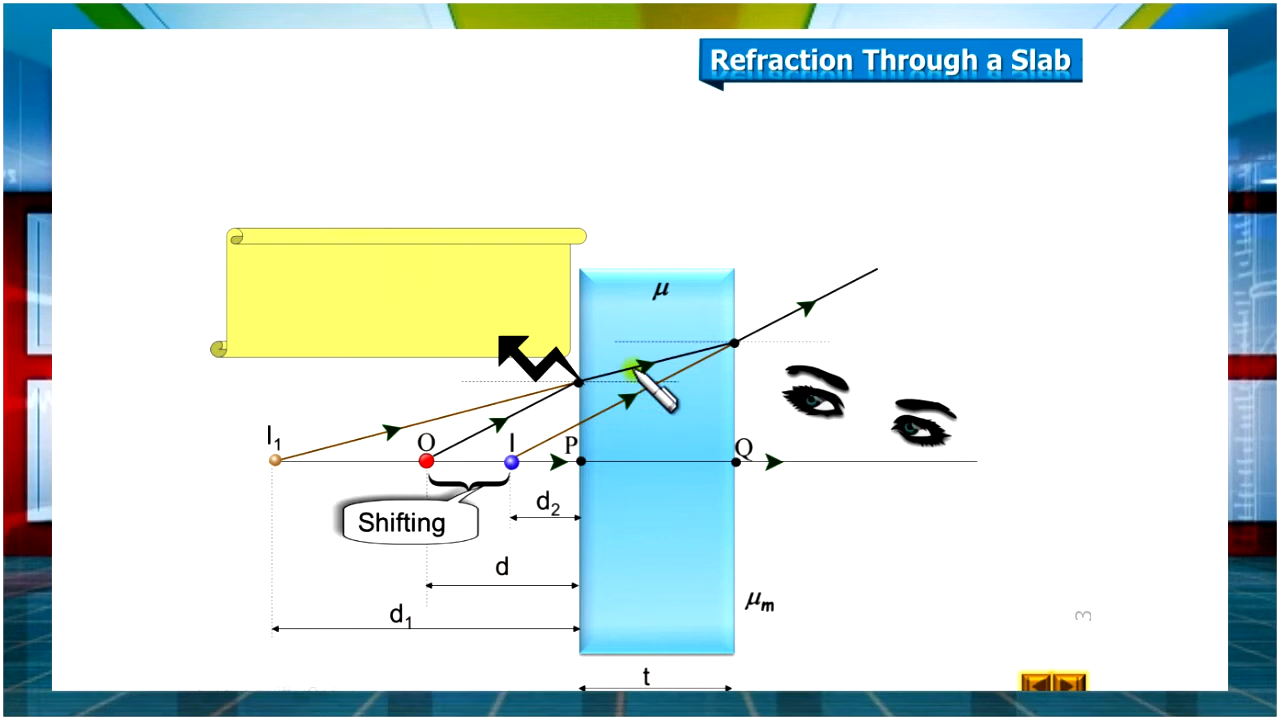 Refraction Through a Slab
μ
I₁
O
I
P
Q
Shifting
d₂
d
d₁
μₘ
3
t